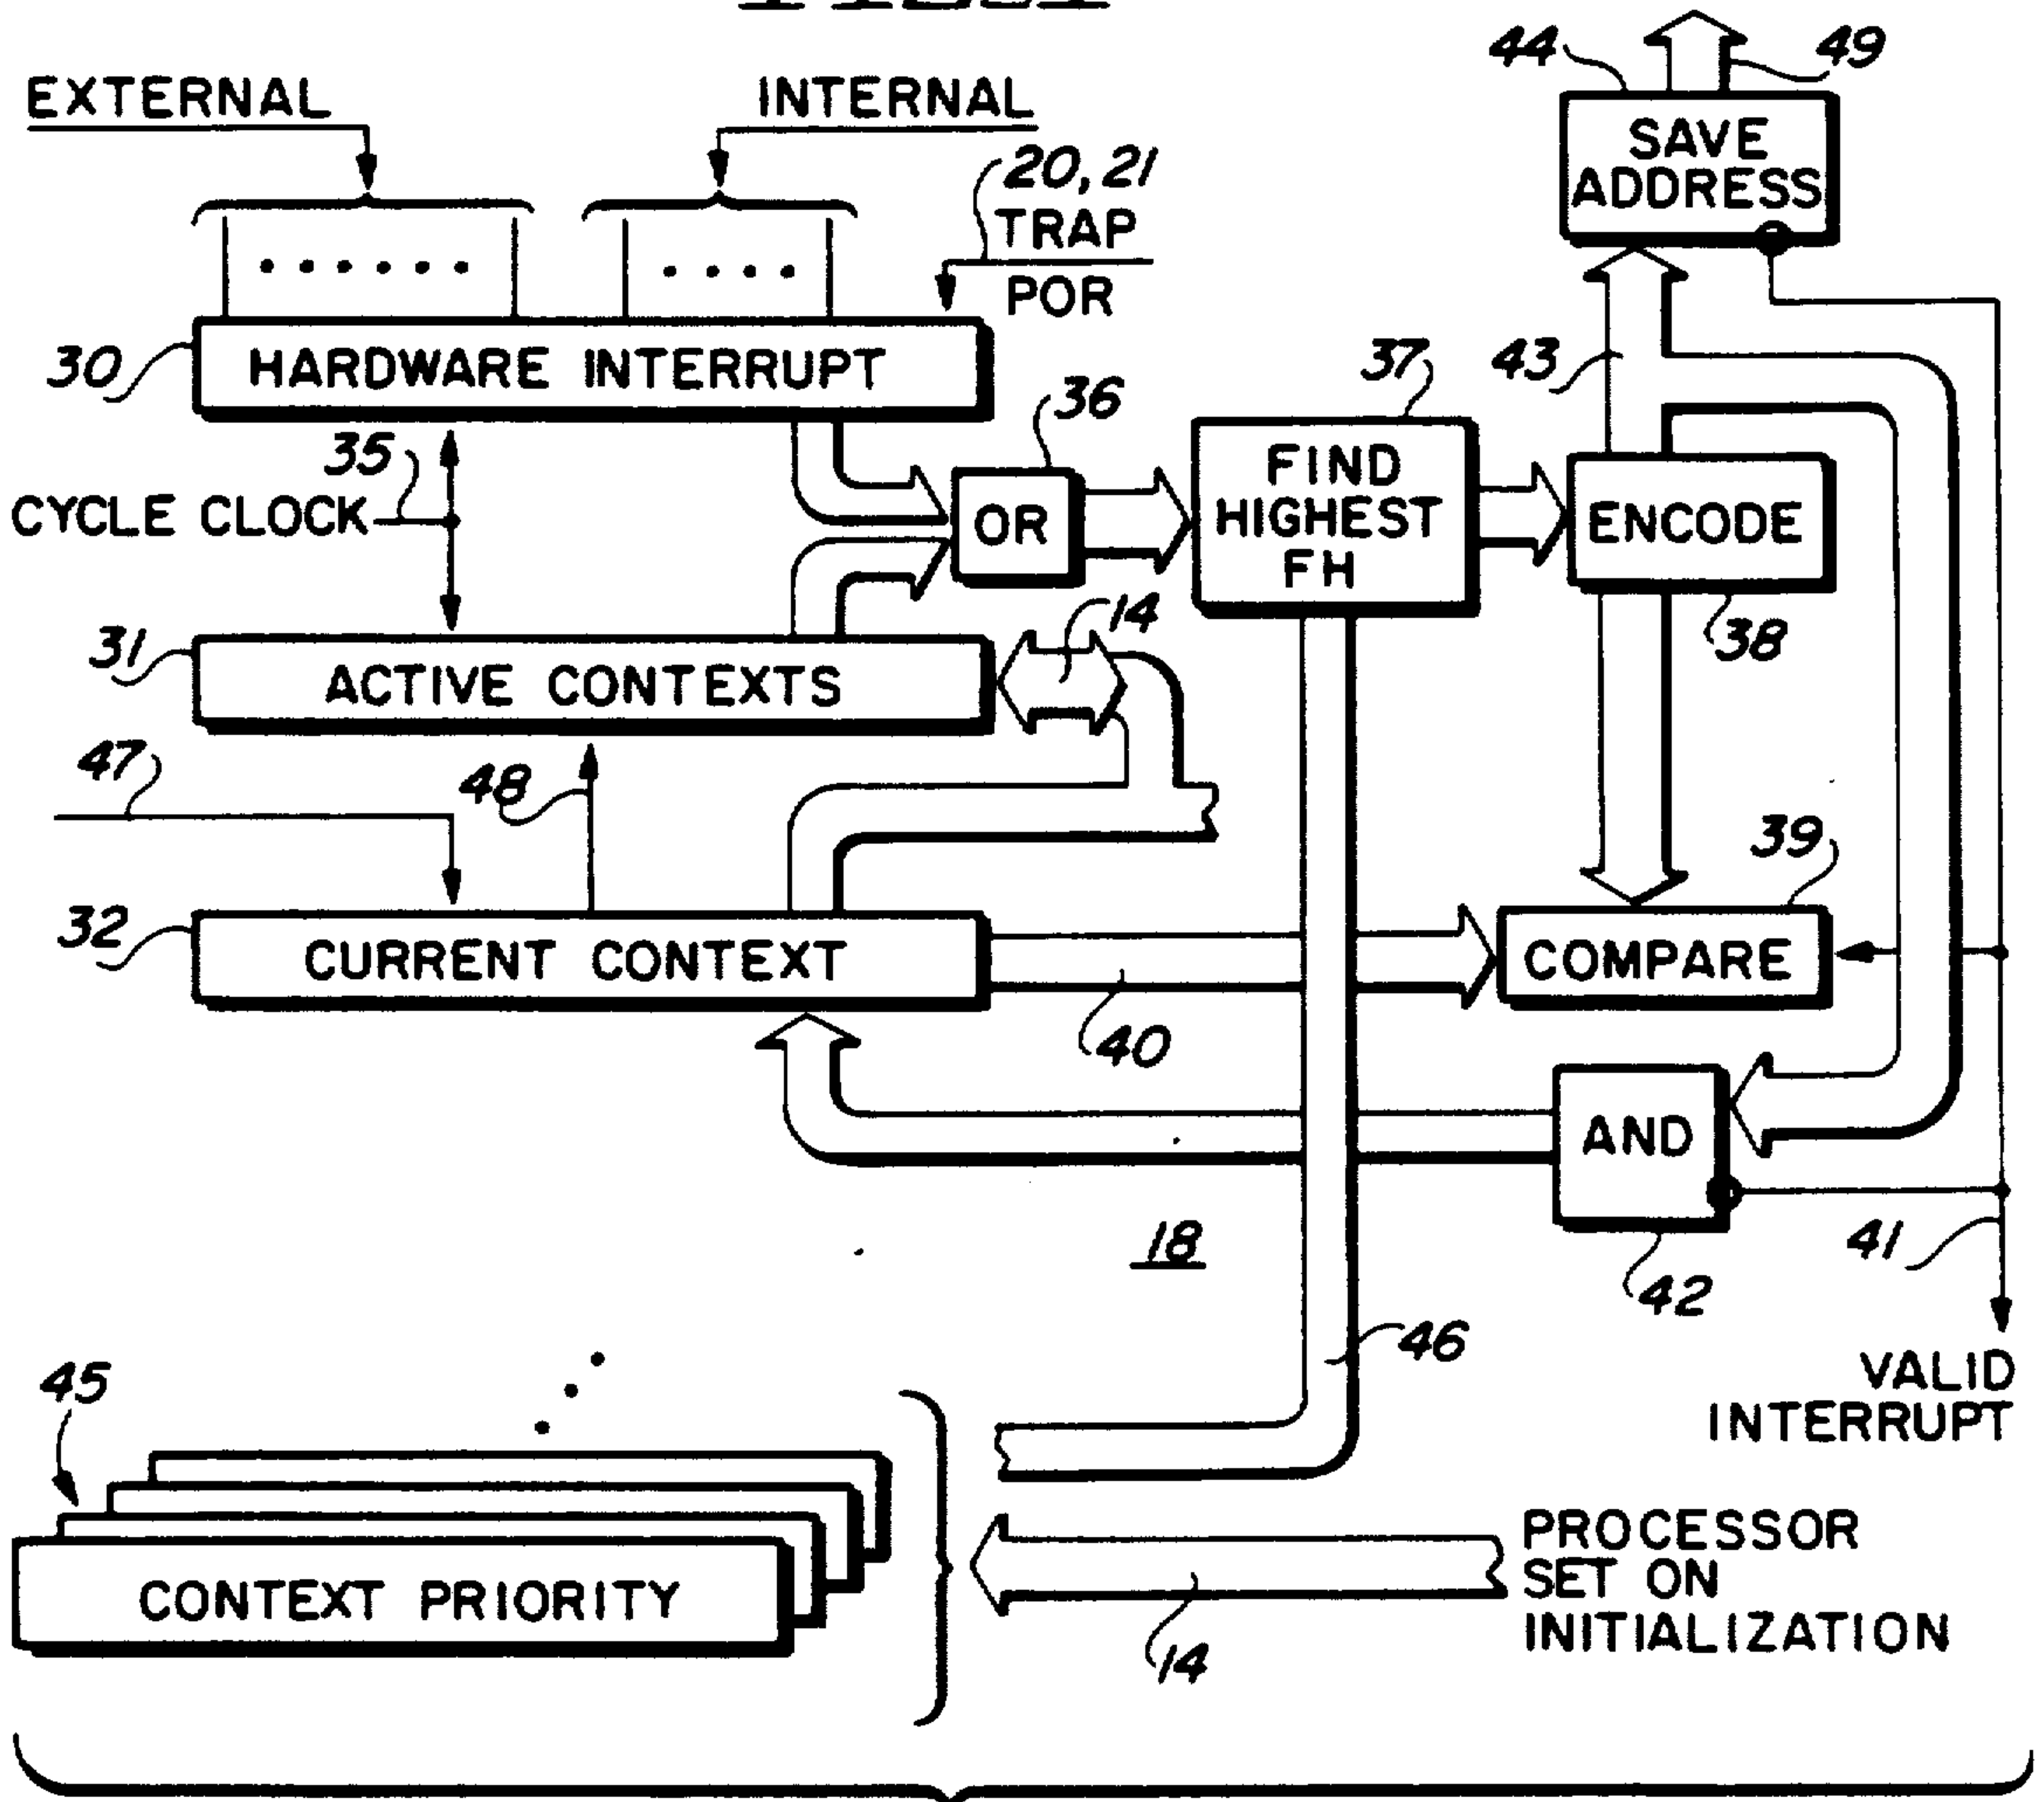 44
49
EXTERNAL
INTERNAL
SAVE
ADDRESS
20, 21
TRAP
POR
30
HARDWARE INTERRUPT
37
43
36
35
CYCLE CLOCK
OR
FIND
HIGHEST
FH
ENCODE
14
38
31
ACTIVE CONTEXTS
47
48
39
32
CURRENT CONTEXT
COMPARE
40
AND
18
41
42
46
45
VALID
INTERRUPT
CONTEXT PRIORITY
PROCESSOR
SET ON
INITIALIZATION
14